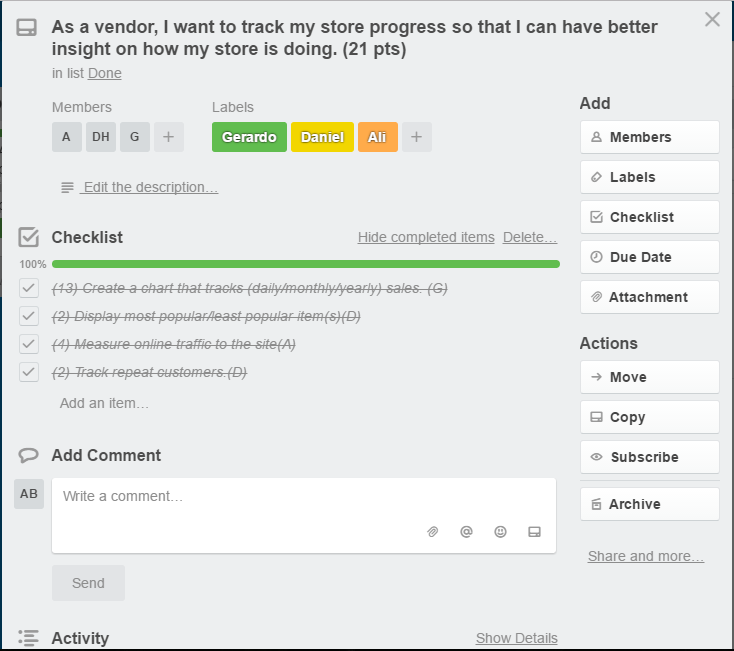 As a vendor, I want to track my store progress so that I can have better
insight on how my store is doing. (21 pts)
in list Done
Members
Labels
A DH G +
Gerardo Daniel Ali +
Edit the description…
Checklist
Hide completed items Delete…
100%
(13) Create a chart that tracks (daily/monthly/yearly) sales. (G)
(2) Display most popular/least popular item(s)(D)
(4) Measure online traffic to the site(A)
(2) Track repeat customers.(D)
Add an item…
Add Comment
AB
Write a comment…
@
Send
Activity
Show Details
Add
Members
Labels
Checklist
Due Date
Attachment
Actions
Move
Copy
Subscribe
Archive
Share and more…